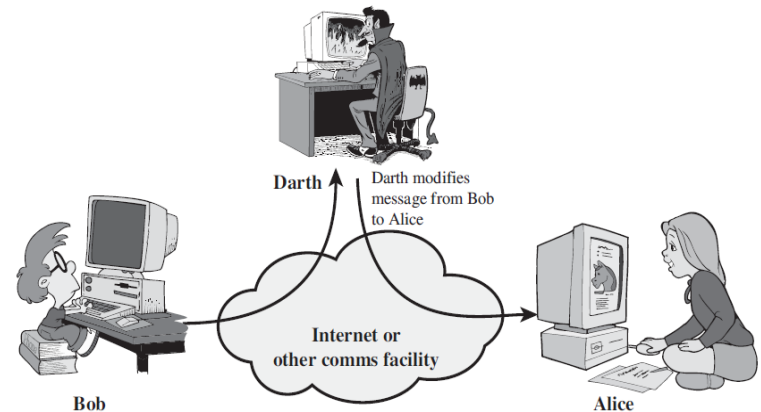 Darth
Darth modifies
message from Bob
to Alice
Internet or
other comms facility
Bob
Alice